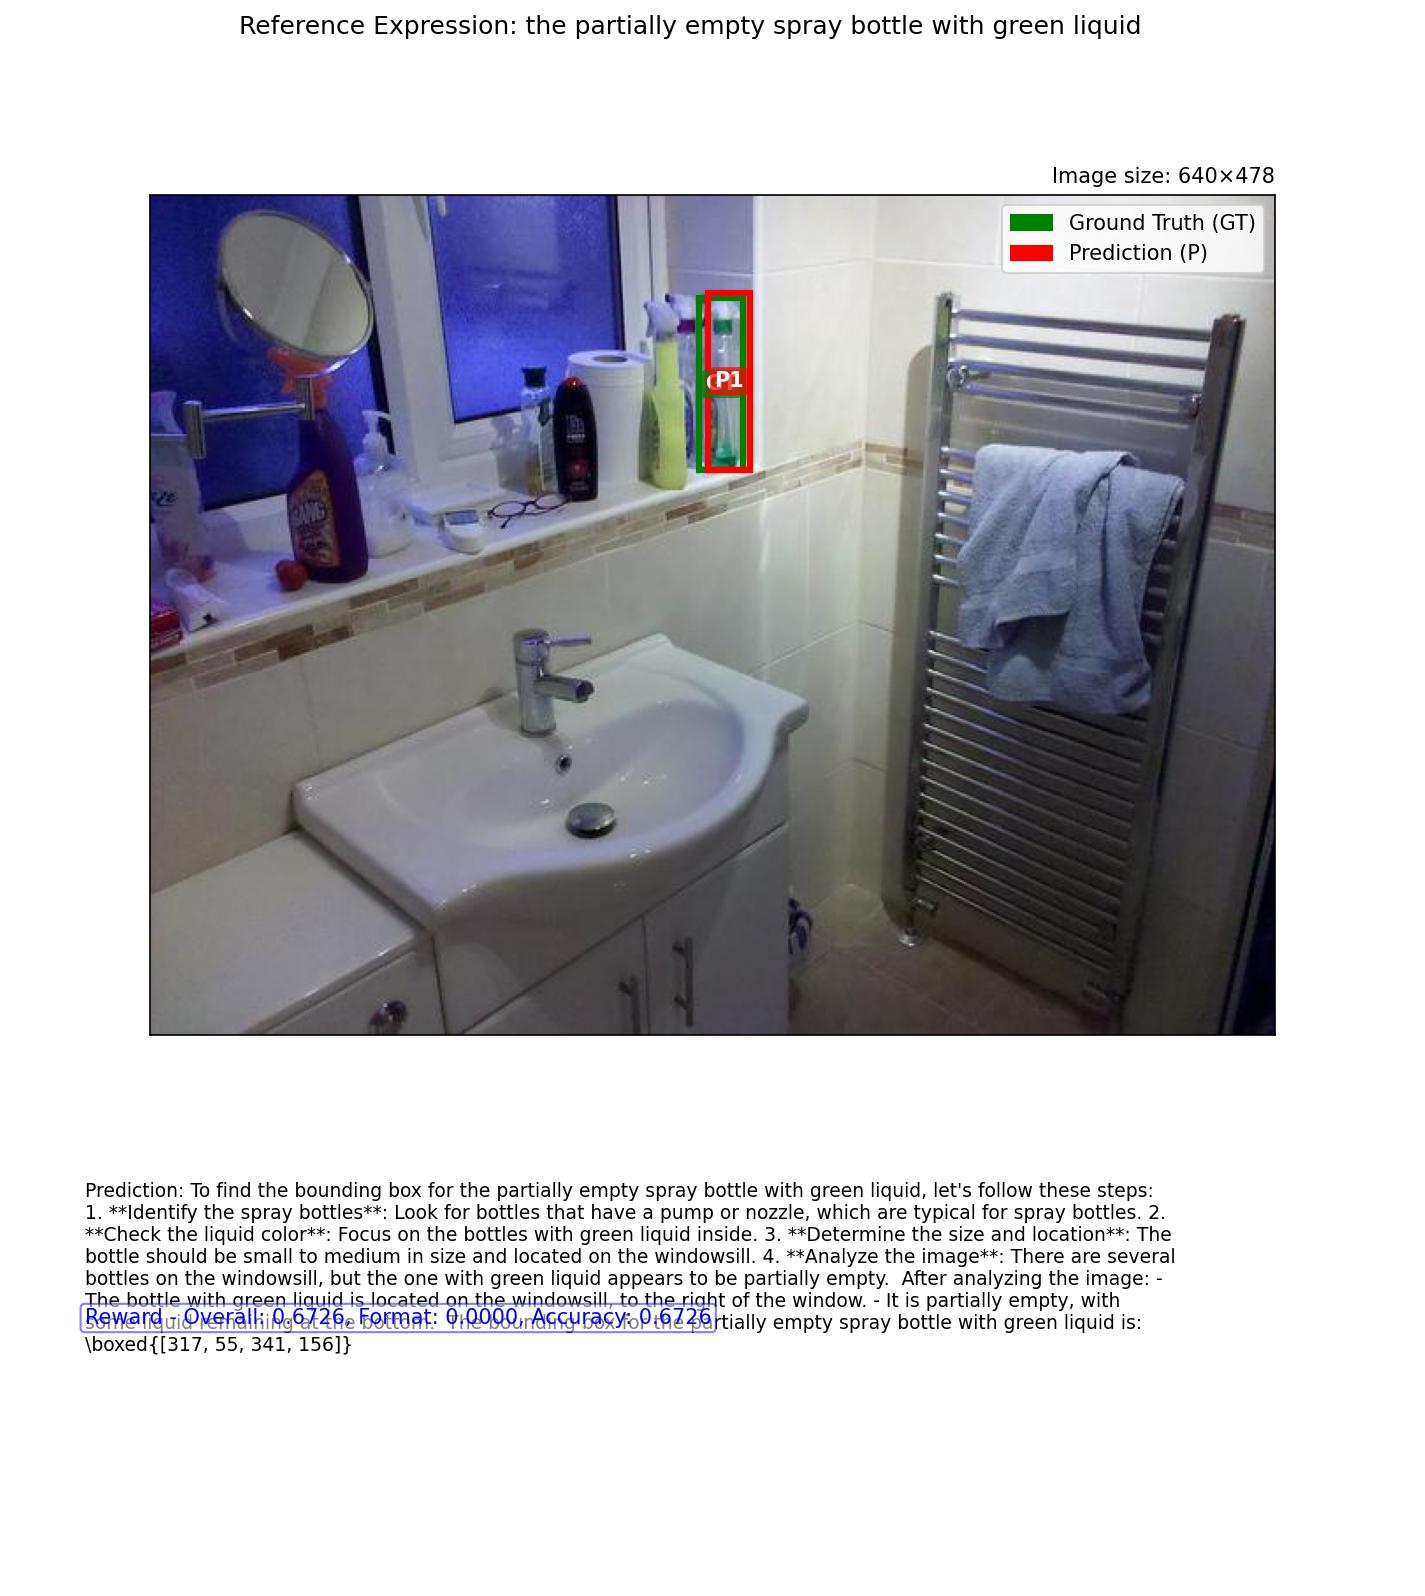 Reference Expression: the partially empty spray bottle with green liquid
Image size: 640×478
Ground Truth (GT)
Prediction (P)
P1
BANG
Prediction: To find the bounding box for the partially empty spray bottle with green liquid, let's follow these steps:
1. **Identify the spray bottles**: Look for bottles that have a pump or nozzle, which are typical for spray bottles. 2.
**Check the liquid color**: Focus on the bottles with green liquid inside. 3. **Determine the size and location**: The
bottle should be small to medium in size and located on the windowsill. 4. **Analyze the image**: There are several
bottles on the windowsill, but the one with green liquid appears to be partially empty.  After analyzing the image: -
The bottle with green liquid is located on the windowsill, to the right of the window. - It is partially empty, with
Reward - Overall: 0.6726, Format: 0.0000, Accuracy: 0.6726
some liquid remaining at the bottom.  The bounding box for the partially empty spray bottle with green liquid is:
\boxed{[317, 55, 341, 156]}